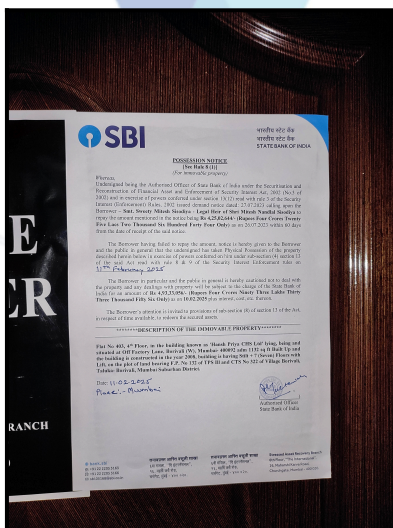 E
ER
RANCH
SBI
भारतीय स्टेट बैंक
भारतीय स्टेट बैंक
STATE BANK OF INDIA
POSSESSION NOTICE
[See Rule 8 (1)]
(For immovable property)
Whereas,
Undersigned being the Authorized Officer of State Bank of India under the Securitisation and
Reconstruction of Financial Asset and Enforcement of Security Interest Act, 2002 (No.3 of
2002) and in exercise of powers conferred under section 13(12) read with rule 3 of the Security
Interest (Enforcement) Rules, 2002 issued demand notice dated 27.07.2023 calling upon the
Borrower - Smt. Sweety Mitesh Sisodiya - Legal Heir of Shri Mitesh Sisodiya to
repay the amount mentioned in the notice being Rs 4,25,02,644/- (Rupees Four Crores Twenty
Five Lacs Two Thousand Six Hundred Forty Four Only) as on 26.07.2023 within 60 days
from the date of receipt of the said notice.
The Borrower having failed to repay the amount, notice is hereby given to the Borrower
and the public in general that the undersigned has taken Physical Possession of the property
described herein below in exercise of powers conferred on him under sub-section (4) section 13
of the said Act read with rule 8 & 9 of the Security Interest Enforcement rules on
11th February 2025
The Borrower in particular and the public in general is hereby cautioned not to deal with
the property and any dealings with property will be subject to the charge of the State Bank of
India for an amount of Rs 4,93,33,056/- (Rupees Four Crores Ninety Three Lakhs Thirty
Three Thousand Fifty Six Only) as on 10.02.2025 plus interest, cost etc. thereon.
The Borrower's attention is invited to provisions of sub-section (8) of section 13 of the Act,
in respect of time available, to redeem the secured assets.
DESCRIPTION OF THE IMMOVABLE PROPERTY
Flat No 403, 4th Floor, in the building known as 'Hansh Priya CHS Ltd' lying, being and
situated at Off Factory Lane, Borivali (W), Mumbai- 400092 adm 1132 sq ft Built Up and
the building is constructed in the year 2008, building is having Stilt + 7 (Seven) Floors with
Lift, on the plot of land bearing F.P. No 132 of TPS III and CTS No 522 of Village Borivali,
Taluka: Borivali, Mumbai Suburban District.
Date: 11-02-2025
Place:- Mumbai
Authorised Officer
State Bank of India